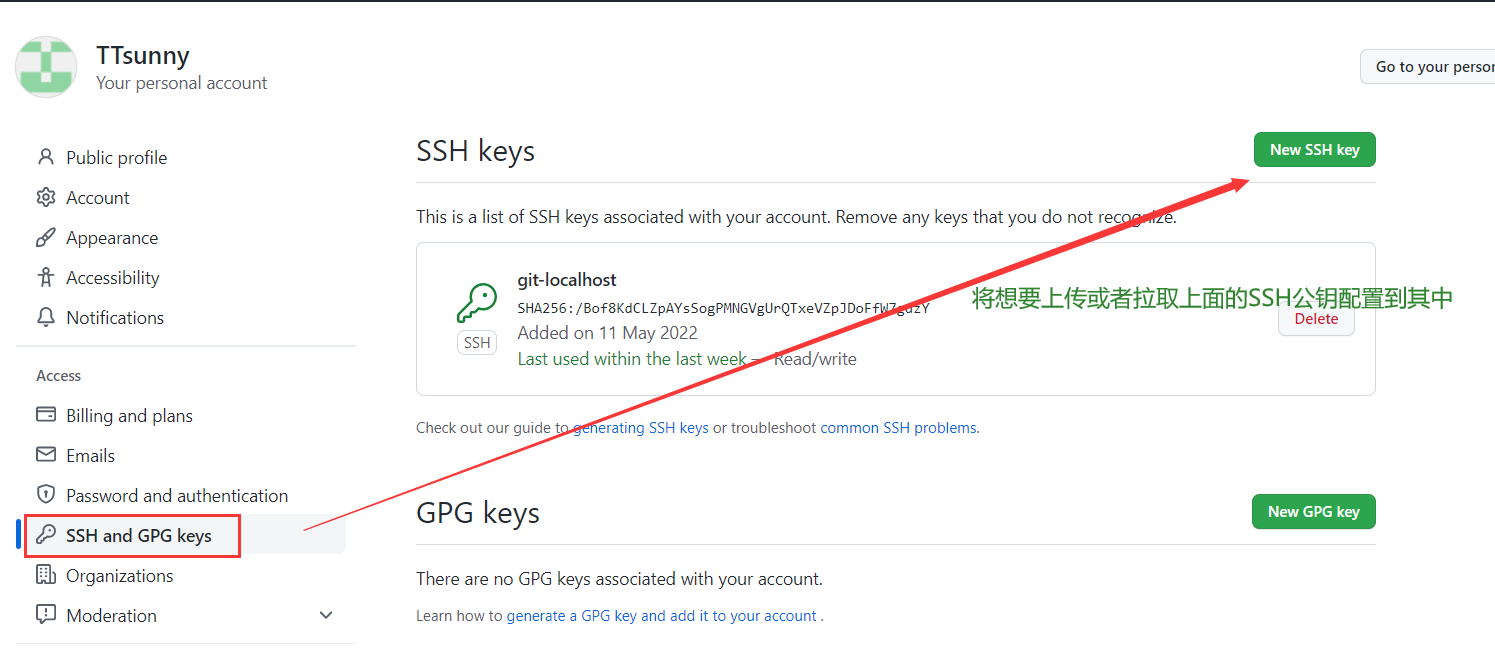 TTsunny
Your personal account
Go to your person
Public profile
Account
Appearance
Accessibility
Notifications
Access
Billing and plans
Emails
Password and authentication
SSH and GPG keys
Organizations
Moderation
SSH keys
New SSH key
This is a list of SSH keys associated with your account. Remove any keys that you do not recognize.
git-localhost
SHA256:/Bof8KdCLZpAYsSogPMNGVgUrQTxeVZpJDoFfW7gdzY
将想要上传或者拉取上面的SSH公钥配置到其中
Delete
SSH
Added on 11 May 2022
Last used within the last week — Read/write
Check out our guide to generating SSH keys or troubleshoot common SSH problems.
GPG keys
New GPG key
There are no GPG keys associated with your account.
Learn how to generate a GPG key and add it to your account .